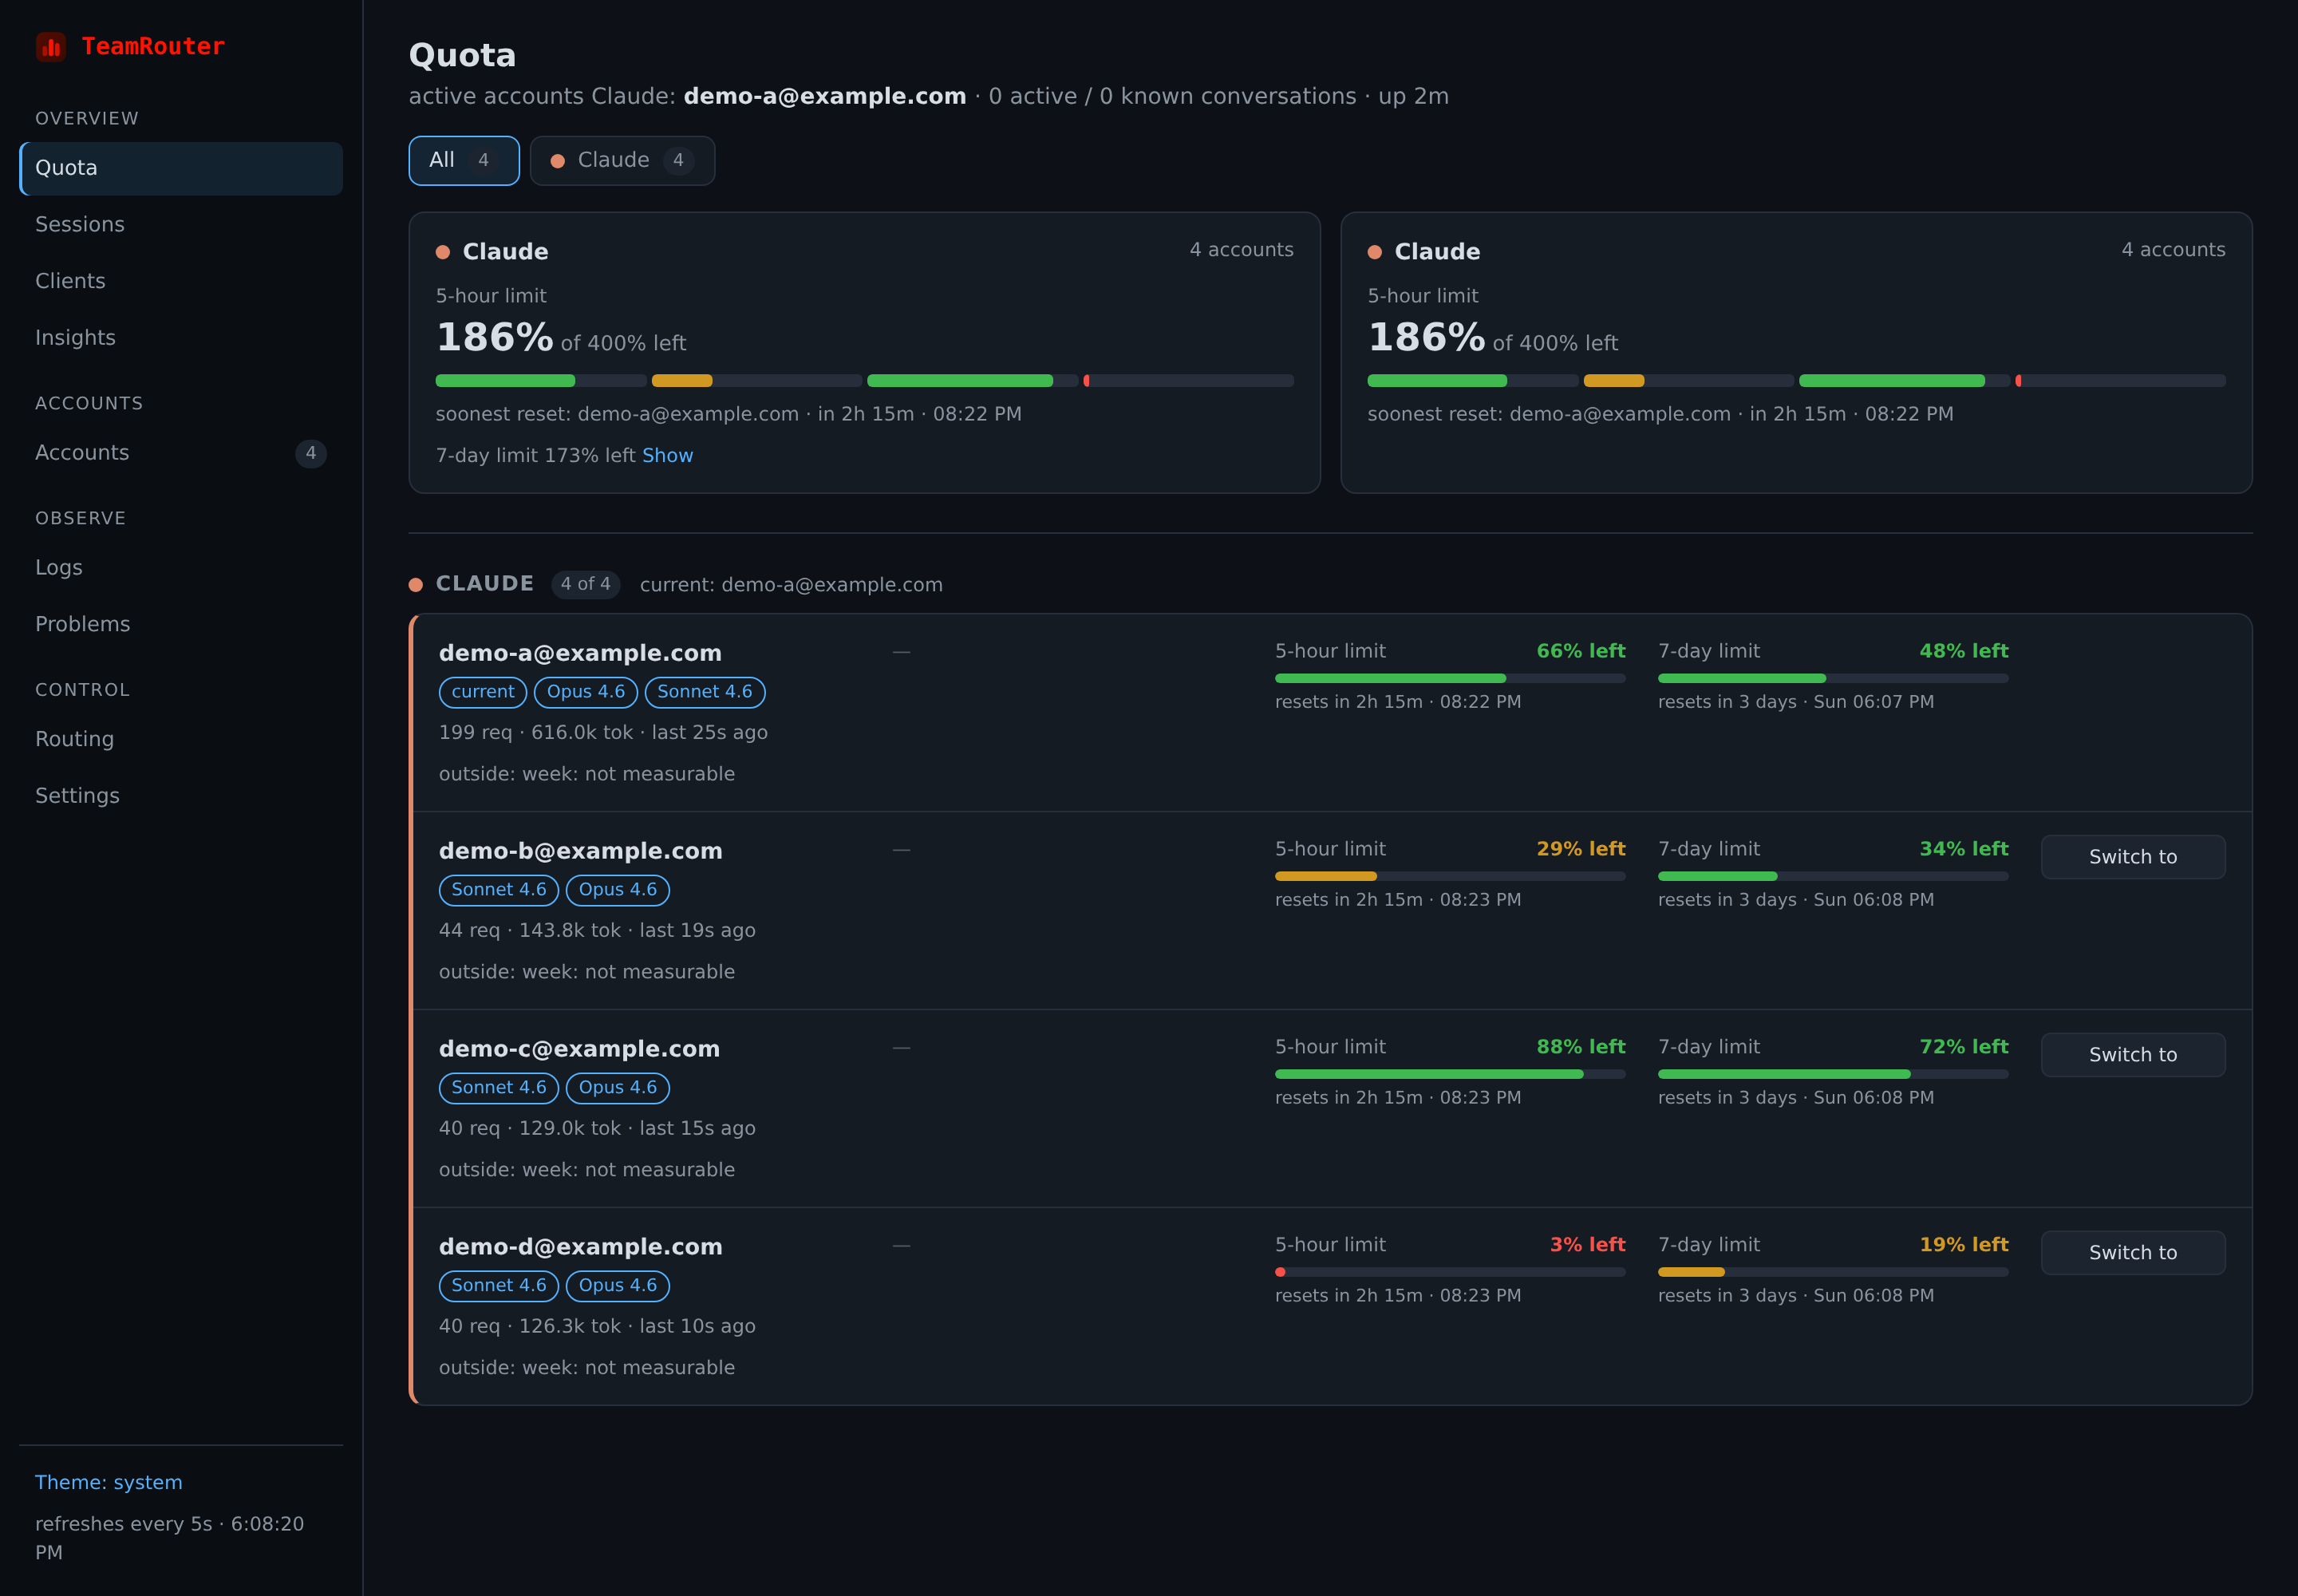 TeamRouter
OVERVIEW
Quota
Sessions
Clients
Insights
ACCOUNTS
Accounts 4
OBSERVE
Logs
Problems
CONTROL
Routing
Settings
Theme: system
refreshes every 5s · 6:08:20
PM
Quota
active accounts Claude: demo-a@example.com · 0 active / 0 known conversations · up 2m
All 4 Claude 4
Claude 4 accounts
5-hour limit
186% of 400% left
soonest reset: demo-a@example.com · in 2h 15m · 08:22 PM
7-day limit 173% left Show
Claude 4 accounts
5-hour limit
186% of 400% left
soonest reset: demo-a@example.com · in 2h 15m · 08:22 PM
CLAUDE 4 of 4 current: demo-a@example.com
demo-a@example.com — 5-hour limit 66% left 7-day limit 48% left
current Opus 4.6 Sonnet 4.6 resets in 2h 15m · 08:22 PM resets in 3 days · Sun 06:07 PM
199 req · 616.0k tok · last 25s ago
outside: week: not measurable
demo-b@example.com — 5-hour limit 29% left 7-day limit 34% left Switch to
Sonnet 4.6 Opus 4.6 resets in 2h 15m · 08:23 PM resets in 3 days · Sun 06:08 PM
44 req · 143.8k tok · last 19s ago
outside: week: not measurable
demo-c@example.com — 5-hour limit 88% left 7-day limit 72% left Switch to
Sonnet 4.6 Opus 4.6 resets in 2h 15m · 08:23 PM resets in 3 days · Sun 06:08 PM
40 req · 129.0k tok · last 15s ago
outside: week: not measurable
demo-d@example.com — 5-hour limit 3% left 7-day limit 19% left Switch to
Sonnet 4.6 Opus 4.6 resets in 2h 15m · 08:23 PM resets in 3 days · Sun 06:08 PM
40 req · 126.3k tok · last 10s ago
outside: week: not measurable